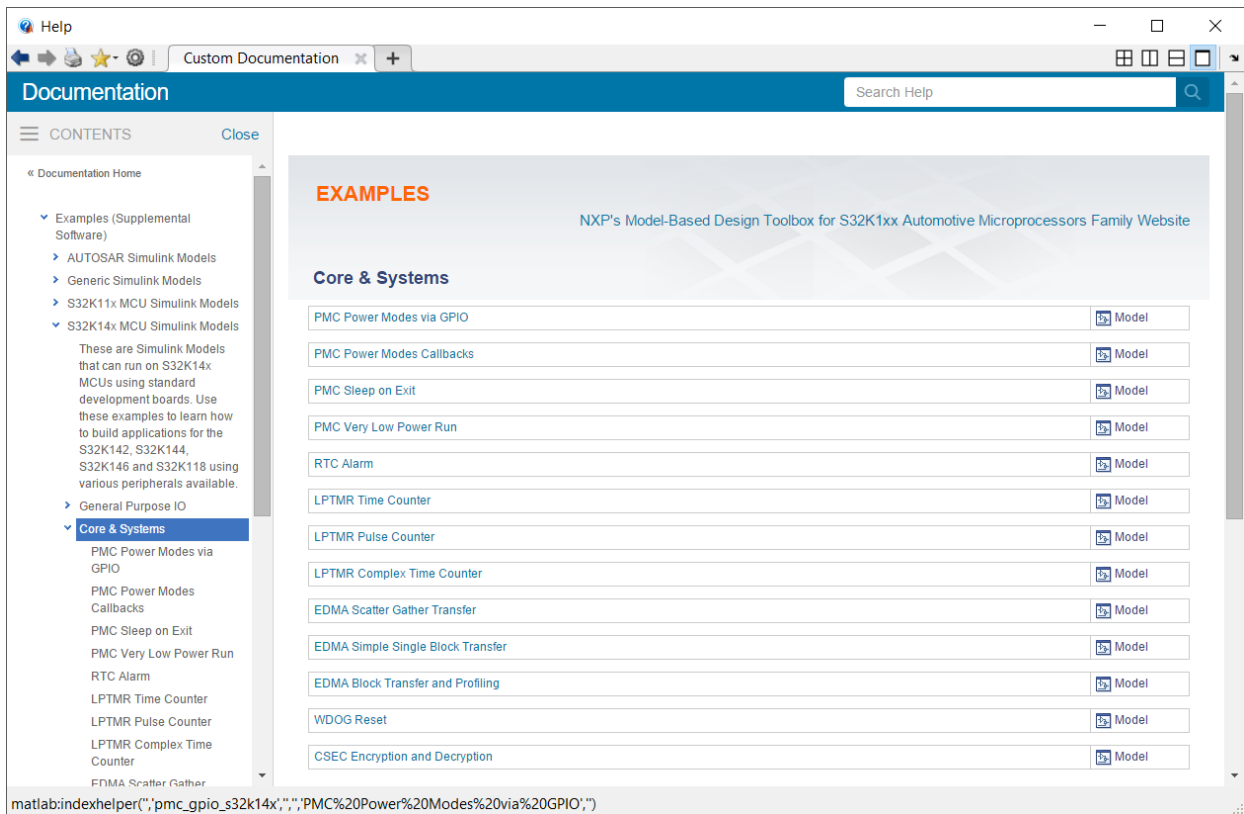 Help
Custom Documentation
Documentation
Search Help
CONTENTS
Close
« Documentation Home
Examples (Supplemental
Software)
AUTOSAR Simulink Models
Generic Simulink Models
S32K11x MCU Simulink Models
S32K14x MCU Simulink Models
These are Simulink Models
that can run on S32K14x
MCUs using standard
development boards. Use
these examples to learn how
to build applications for the
S32K142, S32K144,
S32K146 and S32K118 using
various peripherals available.
General Purpose IO
Core & Systems
PMC Power Modes via
GPIO
PMC Power Modes
Callbacks
PMC Sleep on Exit
PMC Very Low Power Run
RTC Alarm
LPTMR Time Counter
LPTMR Pulse Counter
LPTMR Complex Time
Counter
EDMA Scatter Gather
EXAMPLES
NXP's Model-Based Design Toolbox for S32K1xx Automotive Microprocessors Family Website
Core & Systems
PMC Power Modes via GPIO Model
PMC Power Modes Callbacks Model
PMC Sleep on Exit Model
PMC Very Low Power Run Model
RTC Alarm Model
LPTMR Time Counter Model
LPTMR Pulse Counter Model
LPTMR Complex Time Counter Model
EDMA Scatter Gather Transfer Model
EDMA Simple Single Block Transfer Model
EDMA Block Transfer and Profiling Model
WDOG Reset Model
CSEC Encryption and Decryption Model
matlab:indexhelper('','pmc_gpio_s32k14x','','','PMC%20Power%20Modes%20via%20GPIO','')